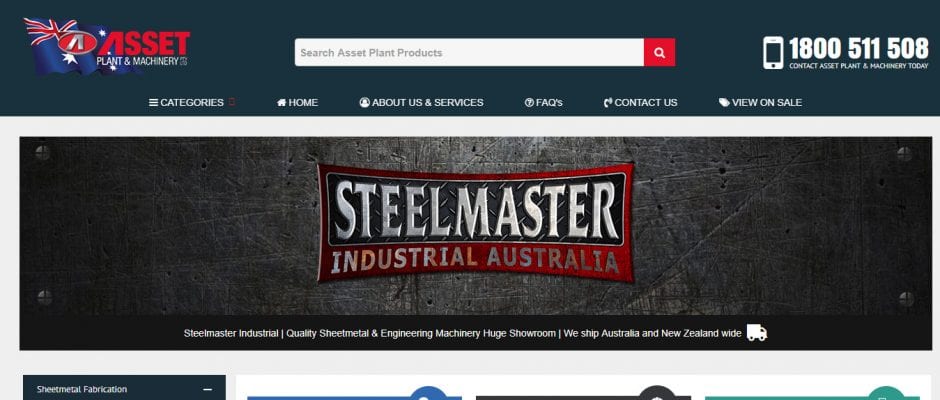 ASSET
PLANT & MACHINERY PTY LTD
Search Asset Plant Products
1800 511 508
CONTACT ASSET PLANT & MACHINERY TODAY
CATEGORIES
HOME
ABOUT US & SERVICES
FAQ's
CONTACT US
VIEW ON SALE
STEELMASTER
INDUSTRIAL AUSTRALIA
Steelmaster Industrial | Quality Sheetmetal & Engineering Machinery Huge Showroom | We ship Australia and New Zealand wide
Sheetmetal Fabrication